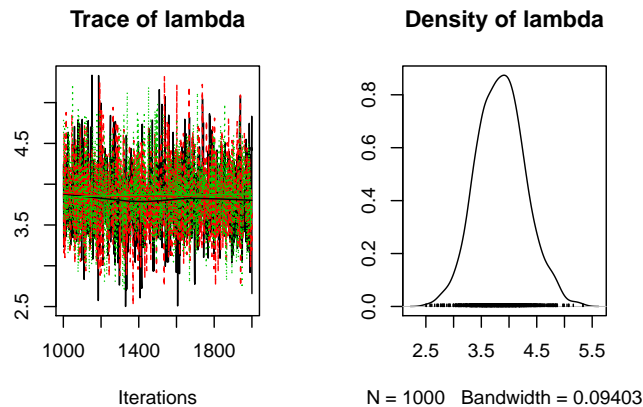 Trace of lambda
4.5
3.5
2.5
1000 1400 1800
Iterations
Density of lambda
0.8
0.6
0.4
0.2
0.0
2.5 3.5 4.5 5.5
N = 1000 Bandwidth = 0.09403